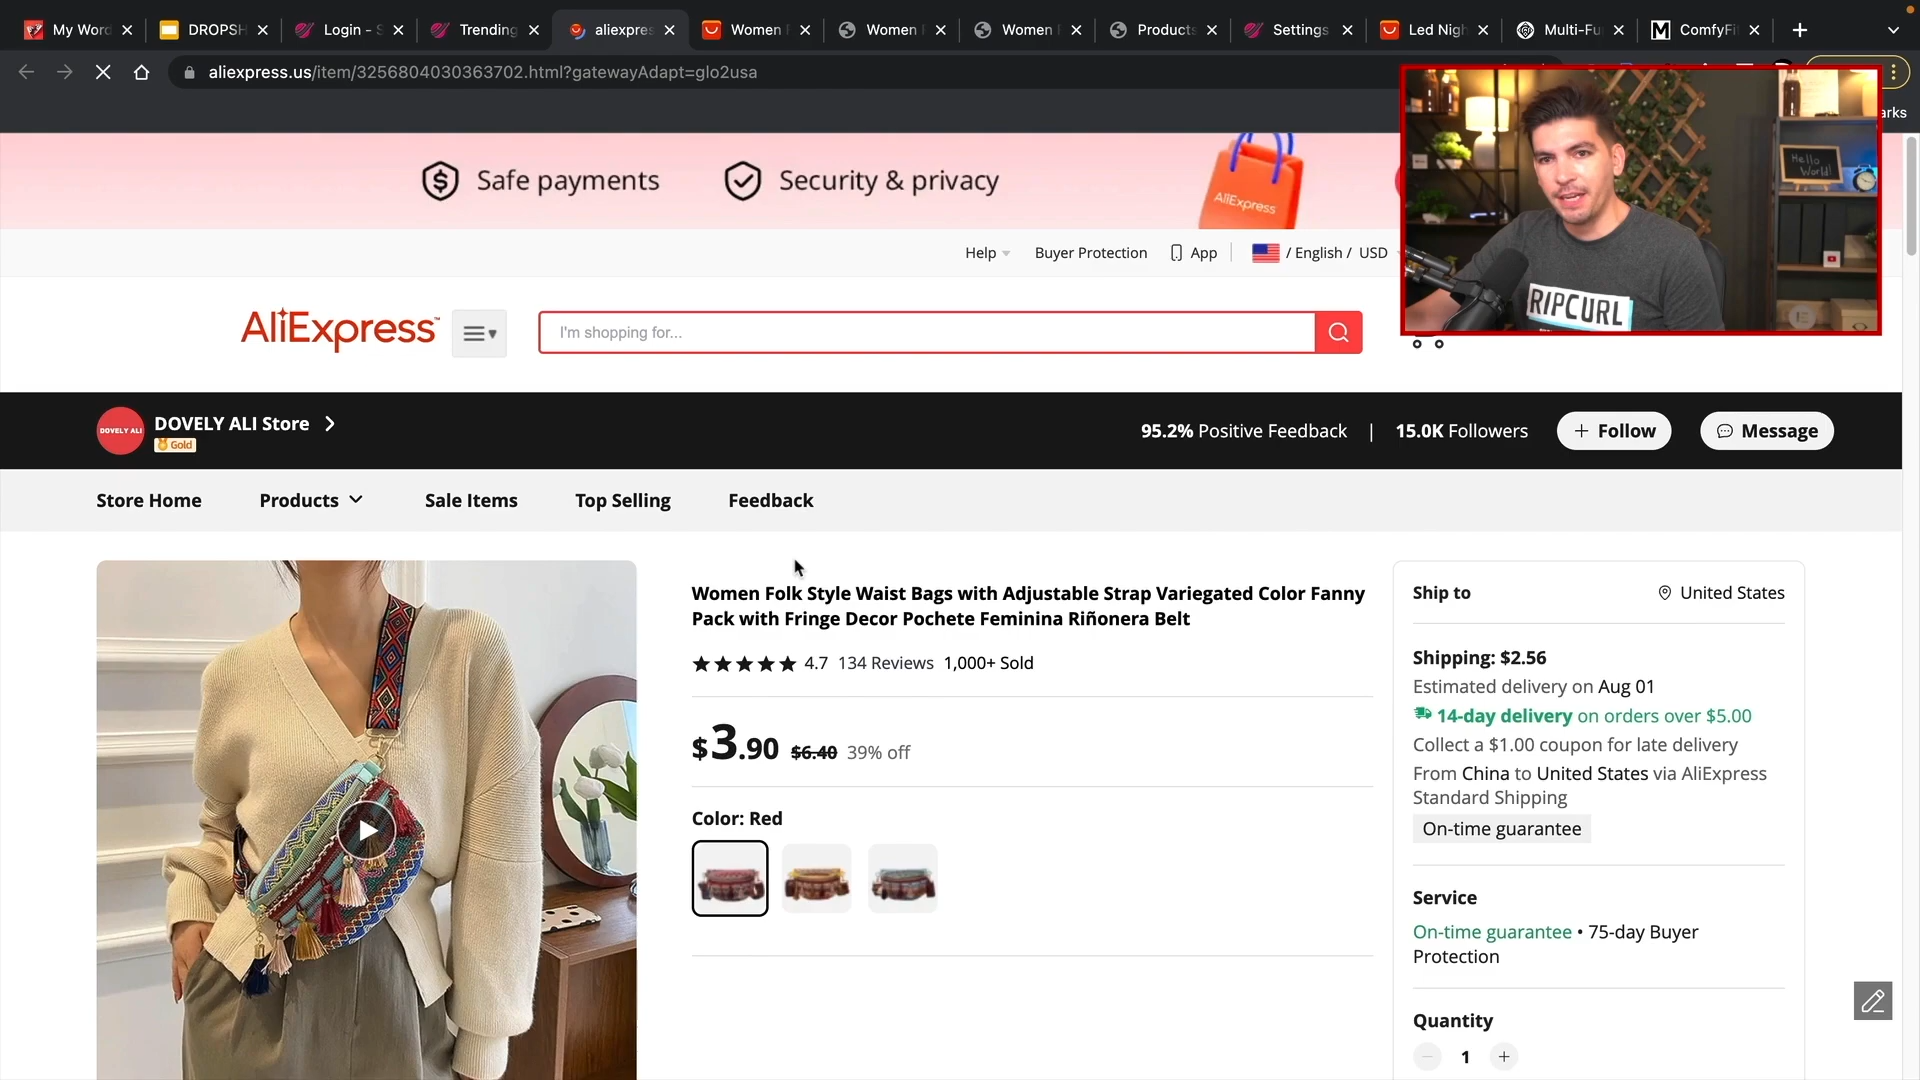 My Word
DROPSH
Login - S
Trending
aliexpres
Women F
Women
Women
Products
Settings
Led Nigh
Multi-Fu
ComfyFi
aliexpress.us/item/3256804030363702.html?gatewayAdapt=glo2usa
arks
Safe payments
Security & privacy
AliExpress
Hello World!
RIPCURL
Help
Buyer Protection
App
/ English / USD
AliExpress™
I'm shopping for...
DOVELY ALI
DOVELY ALI Store
Gold
95.2% Positive Feedback | 15.0K Followers
+ Follow
Message
Store Home
Products
Sale Items
Top Selling
Feedback
Women Folk Style Waist Bags with Adjustable Strap Variegated Color Fanny
Pack with Fringe Decor Pochete Feminina Riñonera Belt
4.7 134 Reviews 1,000+ Sold
$3.90 $6.40 39% off
Color: Red
Ship to
United States
Shipping: $2.56
Estimated delivery on Aug 01
14-day delivery on orders over $5.00
Collect a $1.00 coupon for late delivery
From China to United States via AliExpress
Standard Shipping
On-time guarantee
Service
On-time guarantee • 75-day Buyer
Protection
Quantity
1